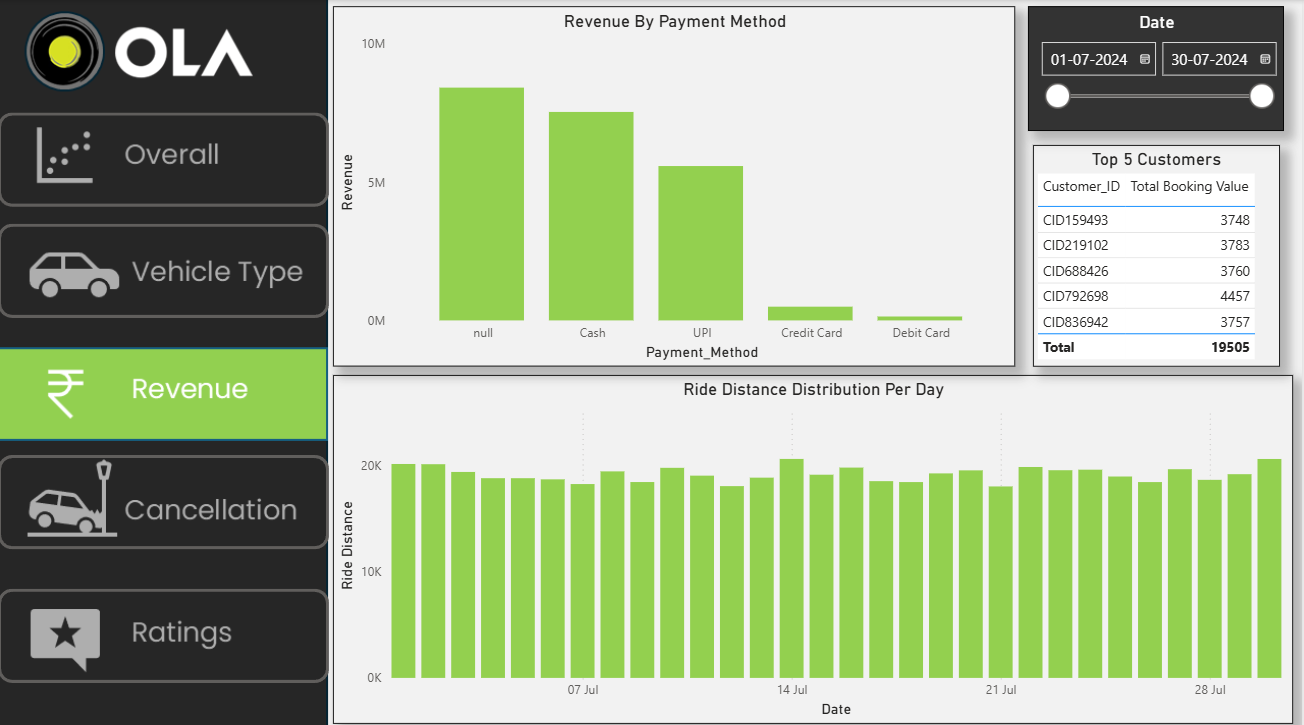 OLA
Overall
Vehicle Type
Revenue
Cancellation
Ratings
Revenue By Payment Method
10M
5M
0M
Revenue
null Cash UPI Credit Card Debit Card
Payment_Method
Date
01-07-2024 30-07-2024
Top 5 Customers
Customer_ID Total Booking Value
CID159493 3748
CID219102 3783
CID688426 3760
CID792698 4457
CID836942 3757
Total 19505
Ride Distance Distribution Per Day
20K
10K
0K
Ride Distance
07 Jul 14 Jul 21 Jul 28 Jul
Date